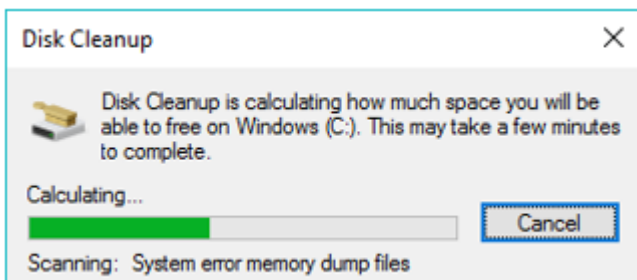 Disk Cleanup
Disk Cleanup is calculating how much space you will be
able to free on Windows (C:). This may take a few minutes
to complete.
Calculating...
Cancel
Scanning: System error memory dump files